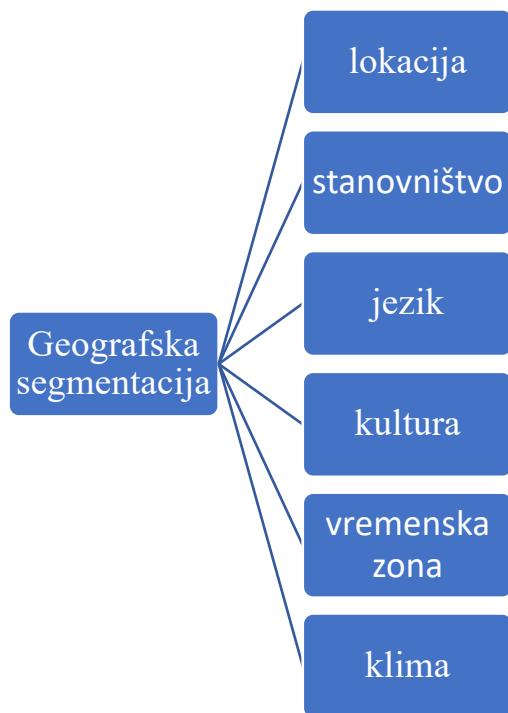 Geografska
segmentacija
lokacija
stanovništvo
jezik
kultura
vremenska
zona
klima